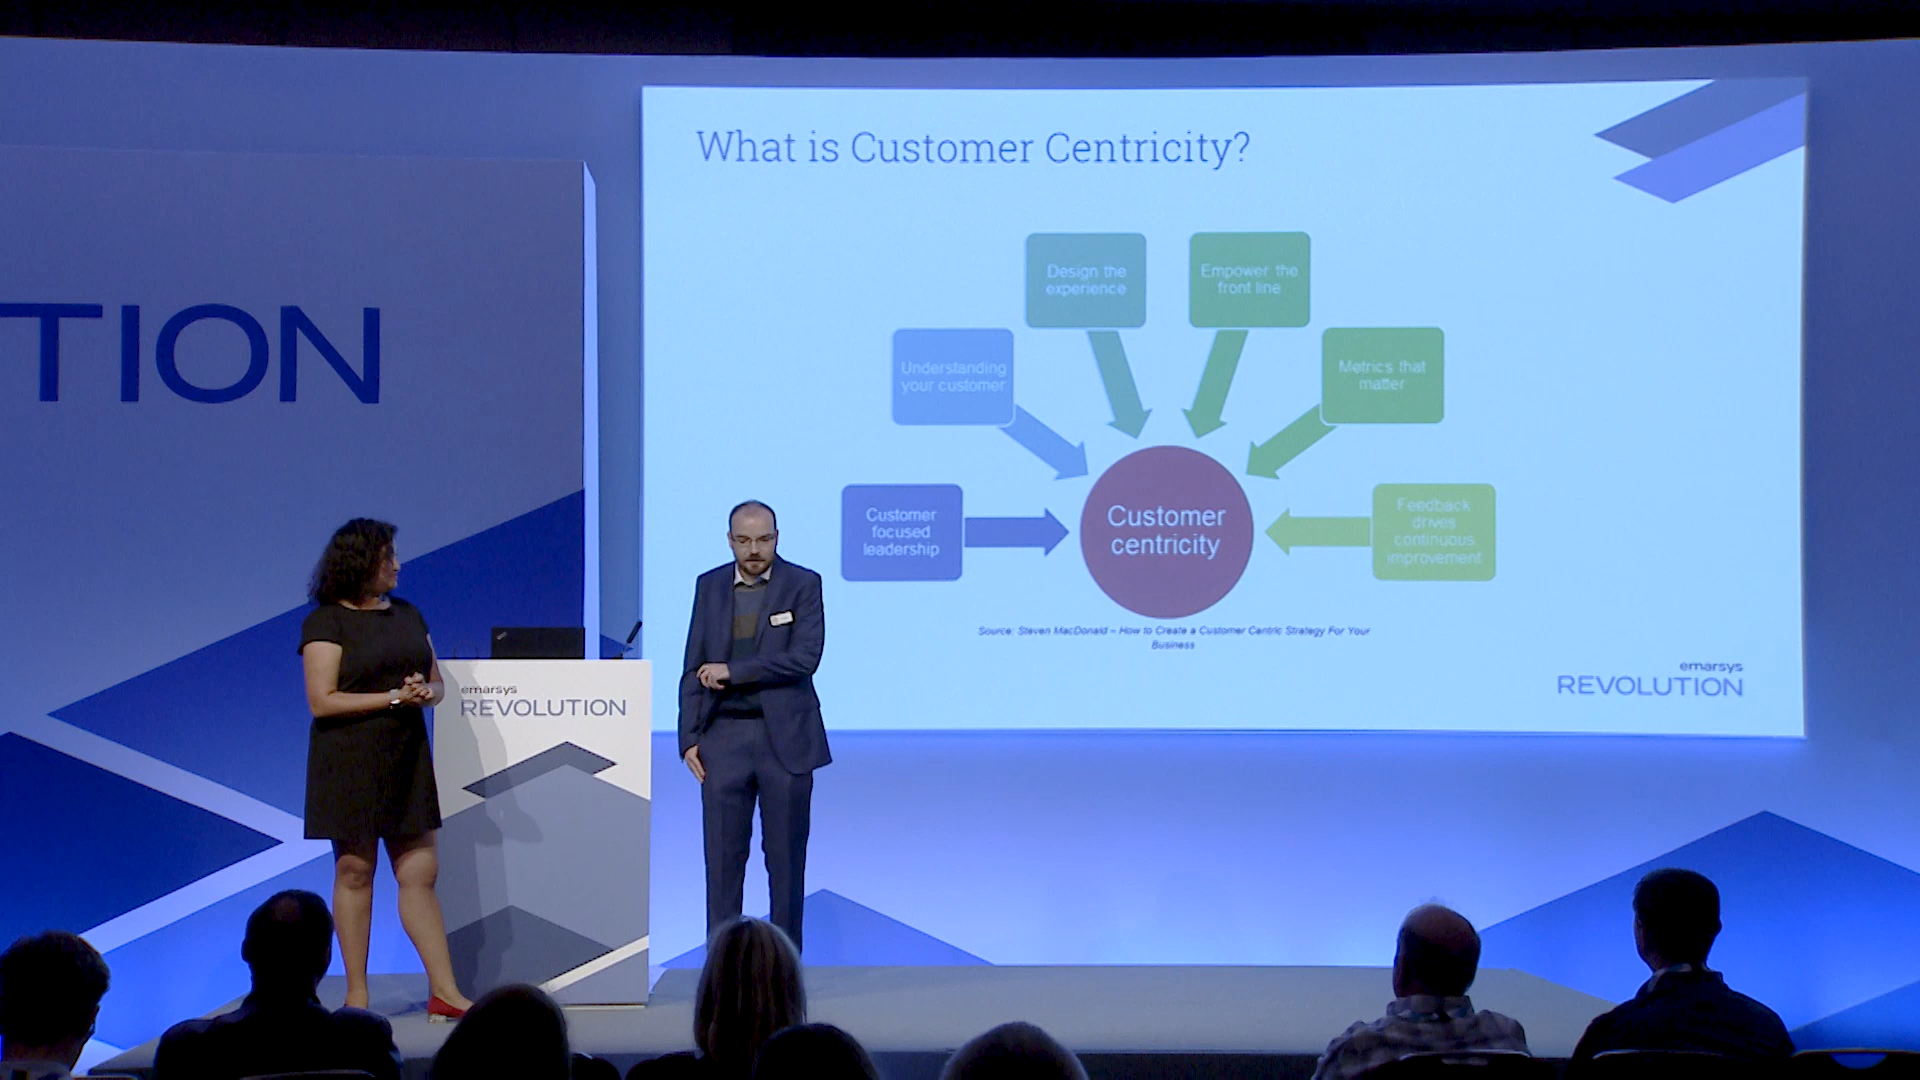 What is Customer Centricity?
Design the
experience
Empower the
front line
Understanding
your customer
Metrics that
matter
Customer
focused
leadership
Customer
centricity
Feedback
drives
continuous
improvement
Source: Steven MacDonald – How to Create a Customer Centric Strategy For Your
Business
emarsys
REVOLUTION
TION
emarsys
REVOLUTION